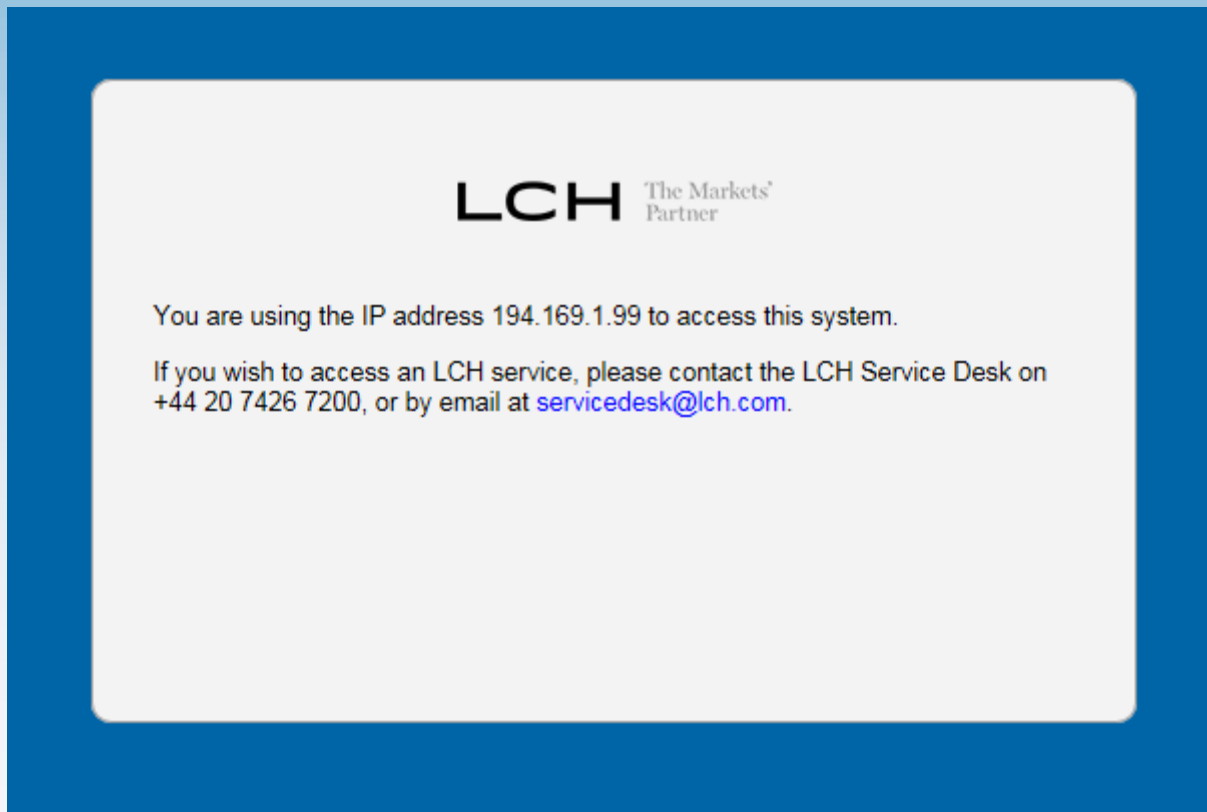 LCH
The Markets'
Partner
You are using the IP address 194.169.1.99 to access this system.
If you wish to access an LCH service, please contact the LCH Service Desk on
+44 20 7426 7200, or by email at servicedesk@lch.com.